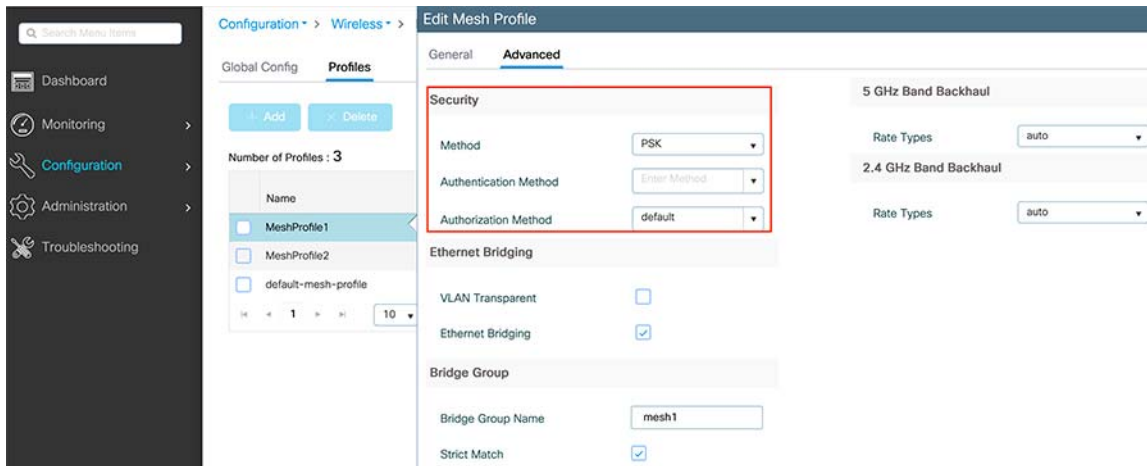 Search Menu Items
Dashboard
Monitoring
Configuration
Administration
Troubleshooting
Configuration > Wireless >
Global Config Profiles
+ Add × Delete
Number of Profiles : 3
Name
MeshProfile1
MeshProfile2
default-mesh-profile
1 10
Edit Mesh Profile
General Advanced
Security
Method PSK
Authentication Method Enter Method
Authorization Method default
Ethernet Bridging
VLAN Transparent
Ethernet Bridging
Bridge Group
Bridge Group Name mesh1
Strict Match
5 GHz Band Backhaul
Rate Types auto
2.4 GHz Band Backhaul
Rate Types auto